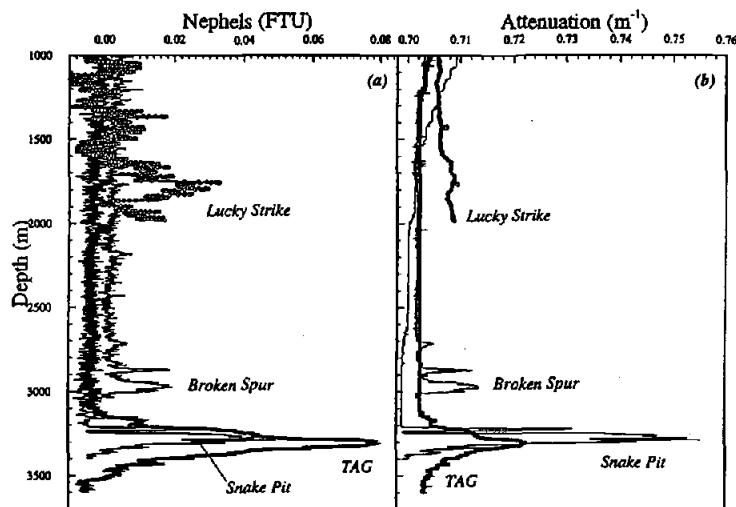 Nephels (FTU)
Attenuation (m⁻¹)
0.00 0.02 0.04 0.06 0.08
0.70 0.71 0.72 0.73 0.74 0.75 0.76
1000
(a)
(b)
1500
Lucky Strike
Lucky Strike
2000
Depth (m)
2500
Broken Spur
Broken Spur
3000
TAG
Snake Pit
Snake Pit
TAG
3500